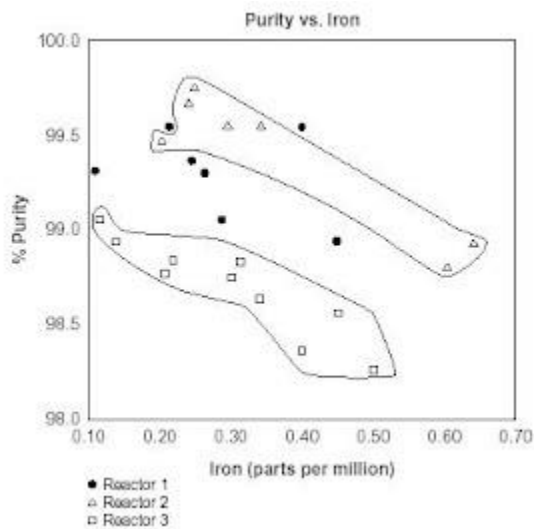 Purity vs. Iron
100.0
99.5
99.0
98.5
98.0
% Purity
0.10 0.20 0.30 0.40 0.50 0.60 0.70
Iron (parts per million)
Reactor 1
Reactor 2
Reactor 3